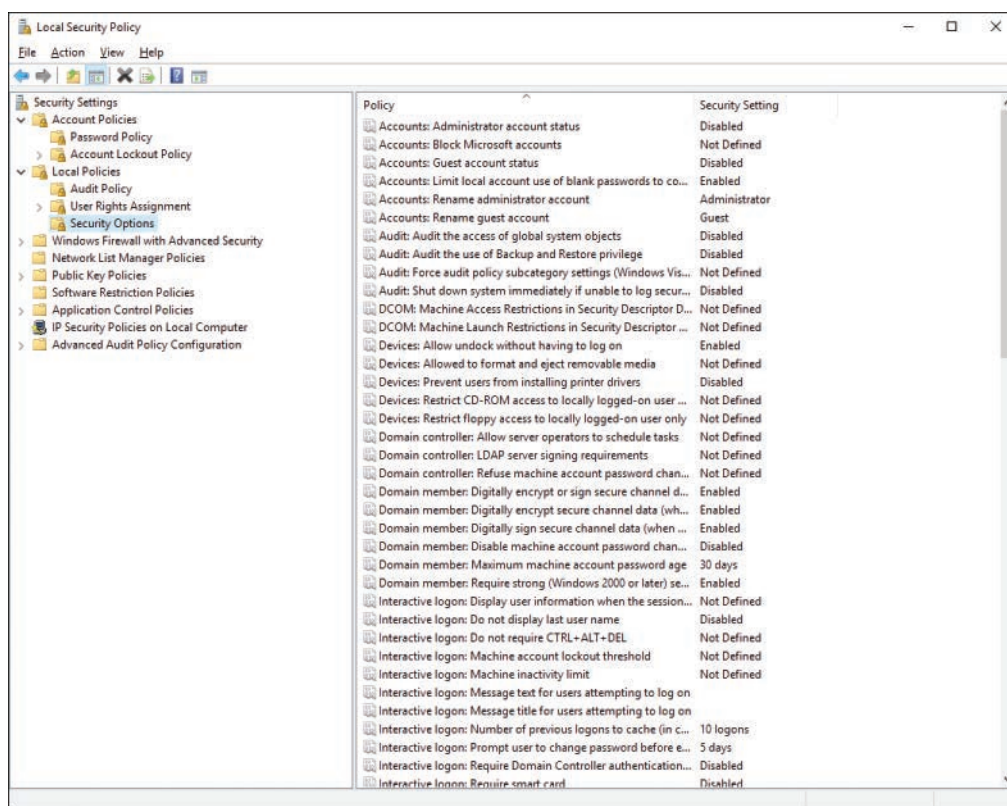 Local Security Policy
File Action View Help
Security Settings
Account Policies
Password Policy
Account Lockout Policy
Local Policies
Audit Policy
User Rights Assignment
Security Options
Windows Firewall with Advanced Security
Network List Manager Policies
Public Key Policies
Software Restriction Policies
Application Control Policies
IP Security Policies on Local Computer
Advanced Audit Policy Configuration
Policy Security Setting
Accounts: Administrator account status Disabled
Accounts: Block Microsoft accounts Not Defined
Accounts: Guest account status Disabled
Accounts: Limit local account use of blank passwords to co... Enabled
Accounts: Rename administrator account Administrator
Accounts: Rename guest account Guest
Audit: Audit the access of global system objects Disabled
Audit: Audit the use of Backup and Restore privilege Disabled
Audit: Force audit policy subcategory settings (Windows Vis... Not Defined
Audit: Shut down system immediately if unable to log secur... Disabled
DCOM: Machine Access Restrictions in Security Descriptor D... Not Defined
DCOM: Machine Launch Restrictions in Security Descriptor ... Not Defined
Devices: Allow undock without having to log on Enabled
Devices: Allowed to format and eject removable media Not Defined
Devices: Prevent users from installing printer drivers Disabled
Devices: Restrict CD-ROM access to locally logged-on user ... Not Defined
Devices: Restrict floppy access to locally logged-on user only Not Defined
Domain controller: Allow server operators to schedule tasks Not Defined
Domain controller: LDAP server signing requirements Not Defined
Domain controller: Refuse machine account password chan... Not Defined
Domain member: Digitally encrypt or sign secure channel d... Enabled
Domain member: Digitally encrypt secure channel data (wh... Enabled
Domain member: Digitally sign secure channel data (when ... Enabled
Domain member: Disable machine account password chan... Disabled
Domain member: Maximum machine account password age 30 days
Domain member: Require strong (Windows 2000 or later) se... Enabled
Interactive logon: Display user information when the session... Not Defined
Interactive logon: Do not display last user name Disabled
Interactive logon: Do not require CTRL+ALT+DEL Not Defined
Interactive logon: Machine account lockout threshold Not Defined
Interactive logon: Machine inactivity limit Not Defined
Interactive logon: Message text for users attempting to log on
Interactive logon: Message title for users attempting to log on
Interactive logon: Number of previous logons to cache (in c... 10 logons
Interactive logon: Prompt user to change password before e... 5 days
Interactive logon: Require Domain Controller authentication... Disabled
Interactive logon: Require smart card Disabled